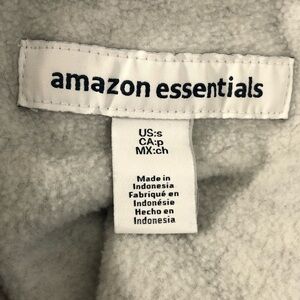 amazon essentials
US:s
CA:p
MX:ch
Made in
Indonesia
Fabriqué en
Indonésie
Hecho en
Indonesia